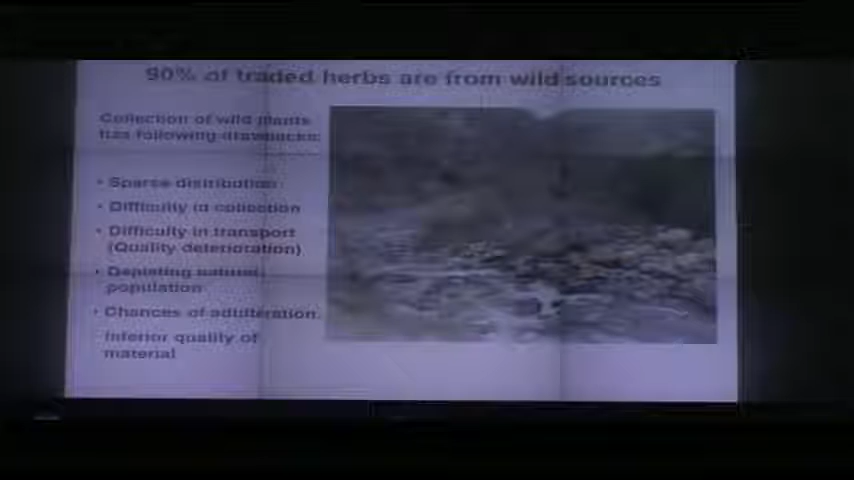 90% of traded herbs are from wild sources
Collection of wild plants
has following drawbacks:
• Sparse distribution
• Difficulty in collection
• Difficulty in transport
(Quality deterioration)
• Depleting natural
population
• Chances of adulteration.
Inferior quality of
material